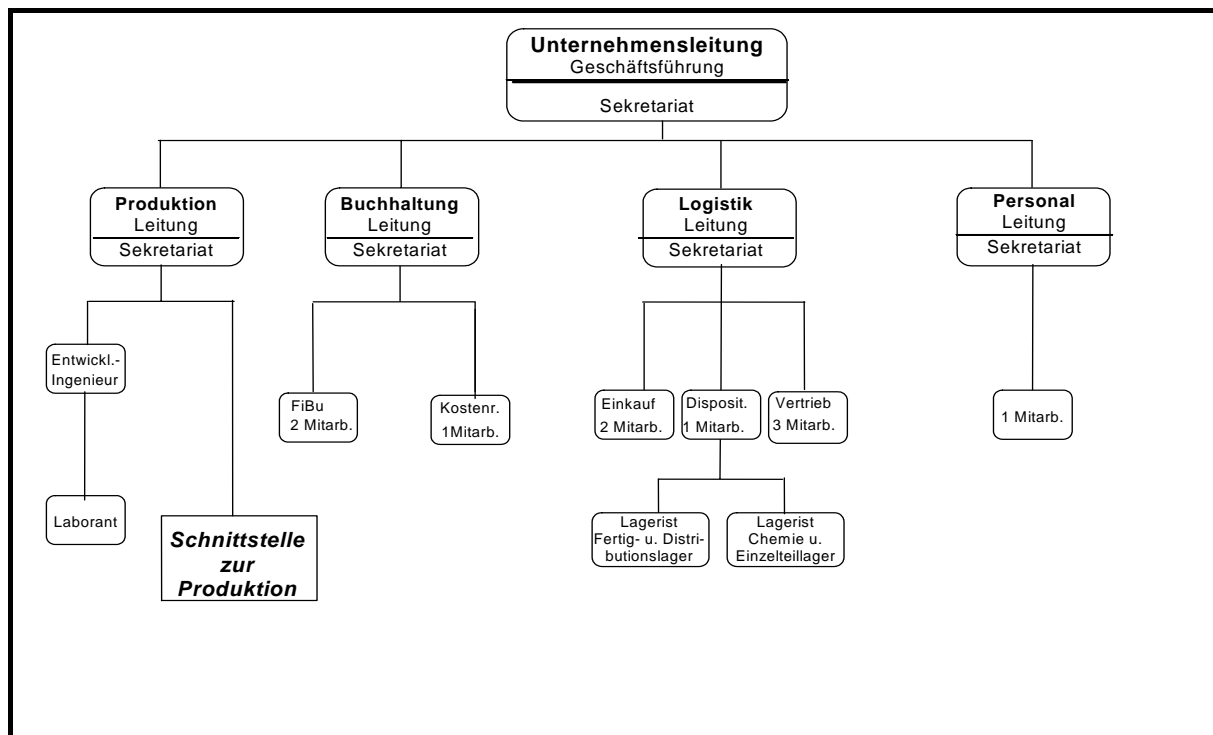 Unternehmensleitung
Geschäftsführung
Sekretariat
Produktion
Leitung
Sekretariat
Buchhaltung
Leitung
Sekretariat
Logistik
Leitung
Sekretariat
Personal
Leitung
Sekretariat
Entwickl.-
Ingenieur
FiBu
2 Mitarb.
Kostenr.
1Mitarb.
Einkauf
2 Mitarb.
Disposit.
1 Mitarb.
Vertrieb
3 Mitarb.
1 Mitarb.
Laborant
Schnittstelle
zur
Produktion
Lagerist
Fertig- u. Distri-
butionslager
Lagerist
Chemie u.
Einzelteillager